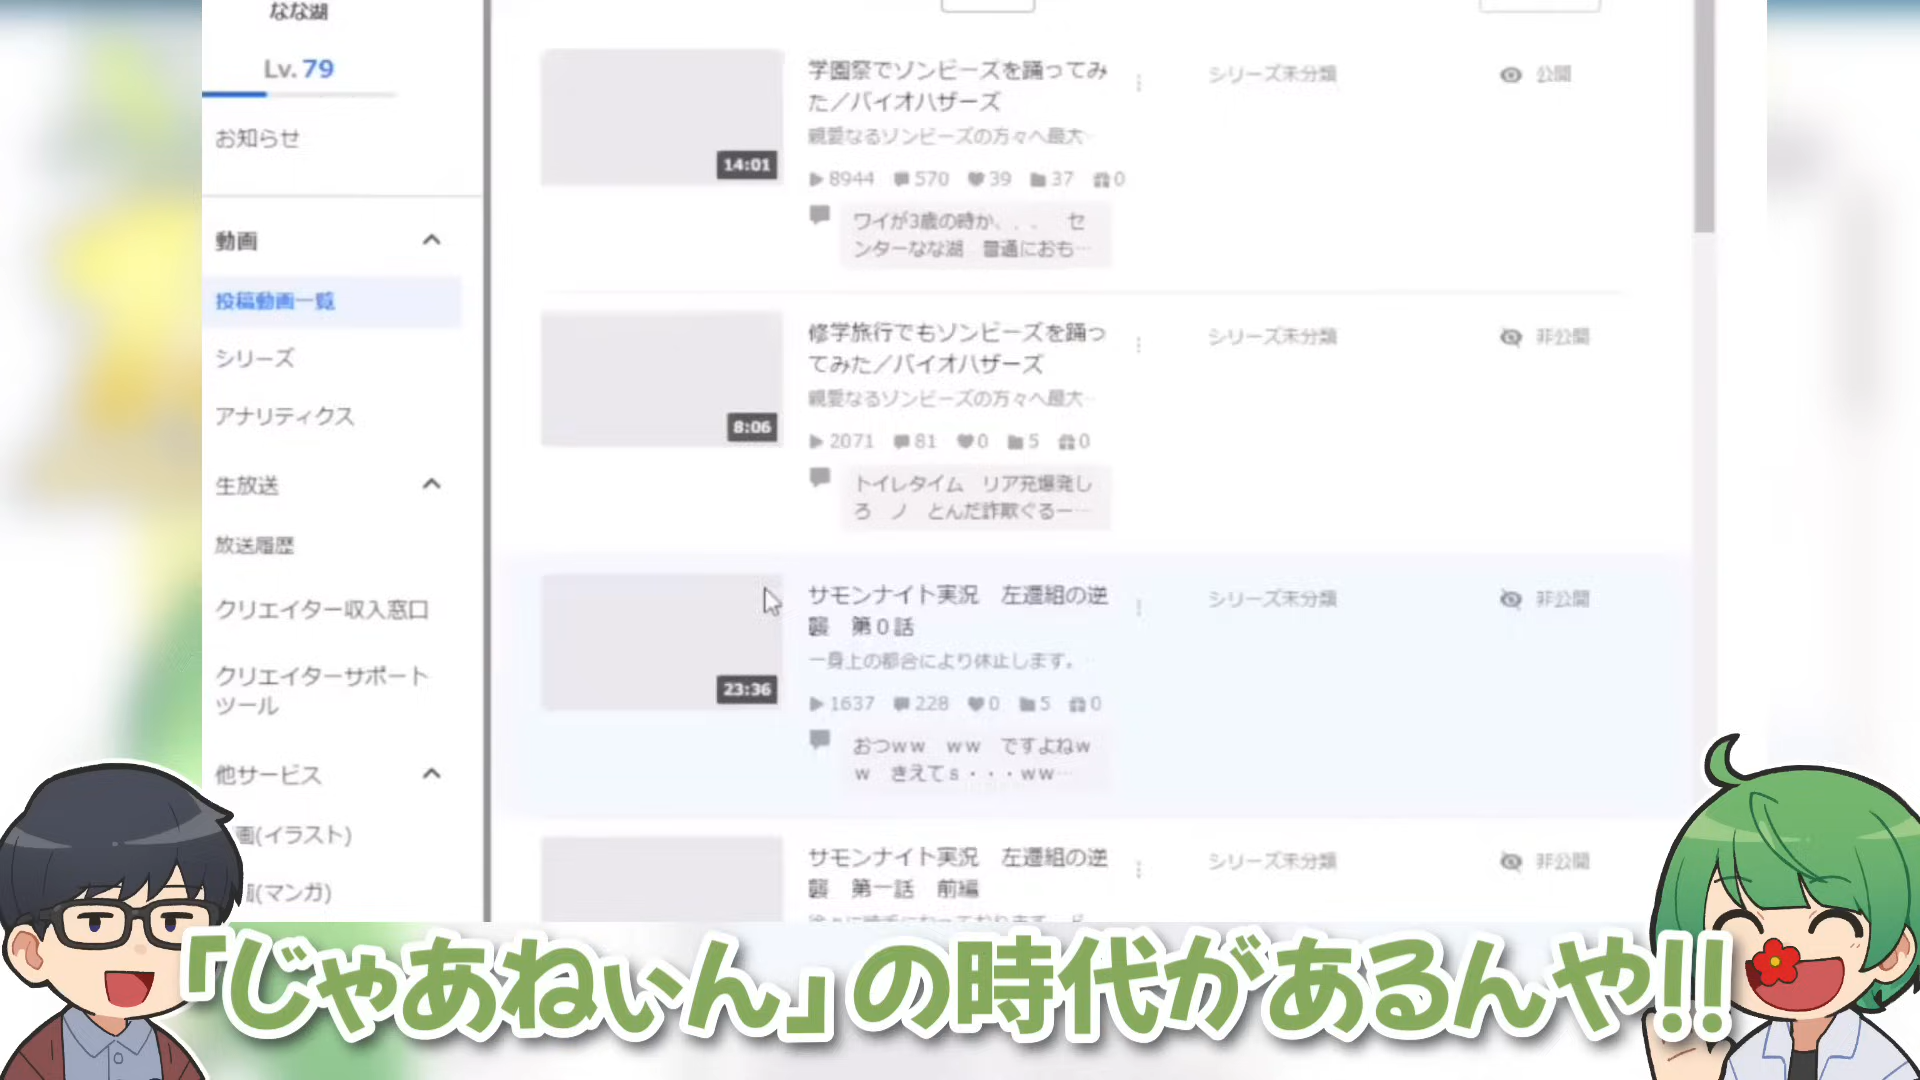 なな湖
Lv. 79
お知らせ
動画
投稿動画一覧
シリーズ
アナリティクス
生放送
放送履歴
クリエイター収入窓口
クリエイターサポート
ツール
他サービス
画(イラスト)
(マンガ)
14:01
学園祭でゾンビーズを踊ってみ
た／バイオハザーズ
親愛なるゾンビーズの方々へ最大…
8944 570 39 37 0
ワイが3歳の時か、．． セ
ンターなな湖 普通におも…
シリーズ未分類
公開
8:06
修学旅行でもゾンビーズを踊っ
てみた／バイオハザーズ
親愛なるゾンビーズの方々へ最大…
2071 81 0 5 0
トイレタイム リア充爆発し
ろ ノ とんだ詐欺ぐるー…
シリーズ未分類
非公開
23:36
サモンナイト実況 左遷組の逆
襲 第０話
一身上の都合により休止します。…
1637 228 0 5 0
おつｗｗ ｗｗ ですよねｗ
ｗ きえてｓ・・・ｗｗ…
シリーズ未分類
非公開
サモンナイト実況 左遷組の逆
襲 第一話 前編
シリーズ未分類
非公開
「じゃあねぃん」の時代があるんや!!